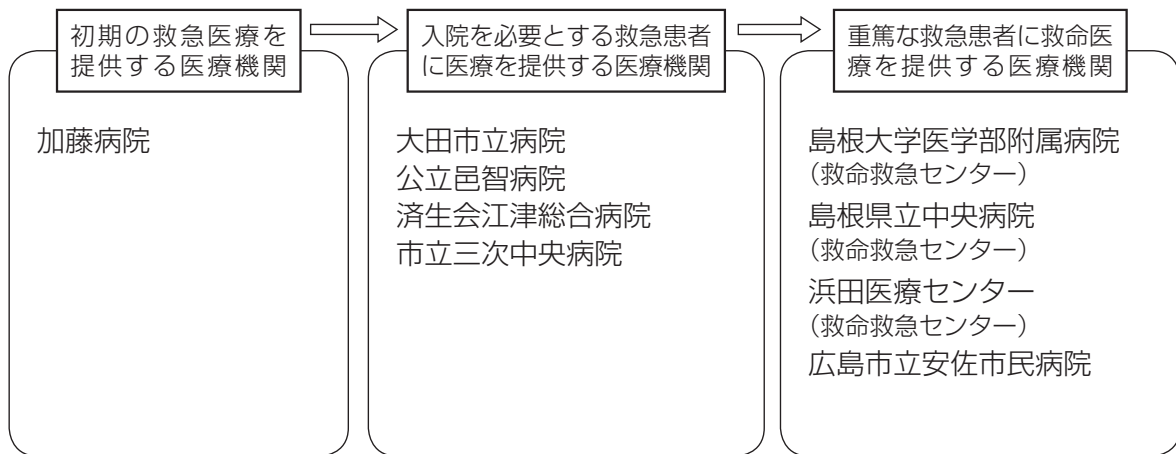 初期の救急医療を
提供する医療機関
加藤病院
入院を必要とする救急患者
に医療を提供する医療機関
大田市立病院
公立邑智病院
済生会江津総合病院
市立三次中央病院
重篤な救急患者に救命医
療を提供する医療機関
島根大学医学部附属病院
（救命救急センター）
島根県立中央病院
（救命救急センター）
浜田医療センター
（救命救急センター）
広島市立安佐市民病院